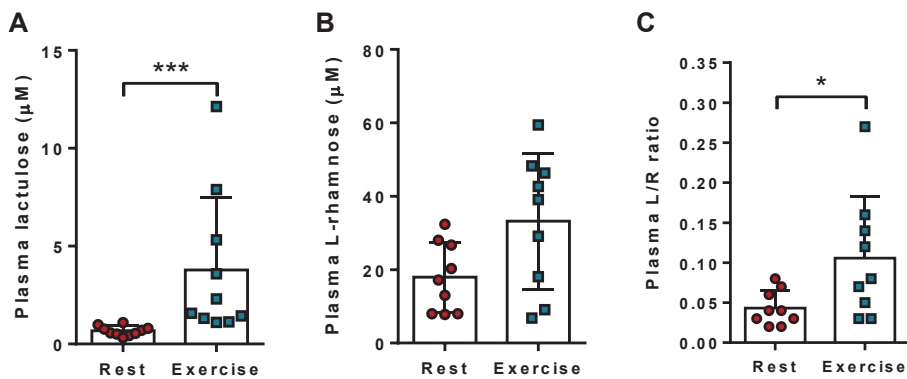 A
Plasma lactulose (μM)
15
10
5
0
***
Rest
Exercise
B
Plasma L-rhamnose (μM)
80
60
40
20
0
Rest
Exercise
C
Plasma L/R ratio
0.35
0.30
0.25
0.20
0.15
0.10
0.05
0.00
*
Rest
Exercise